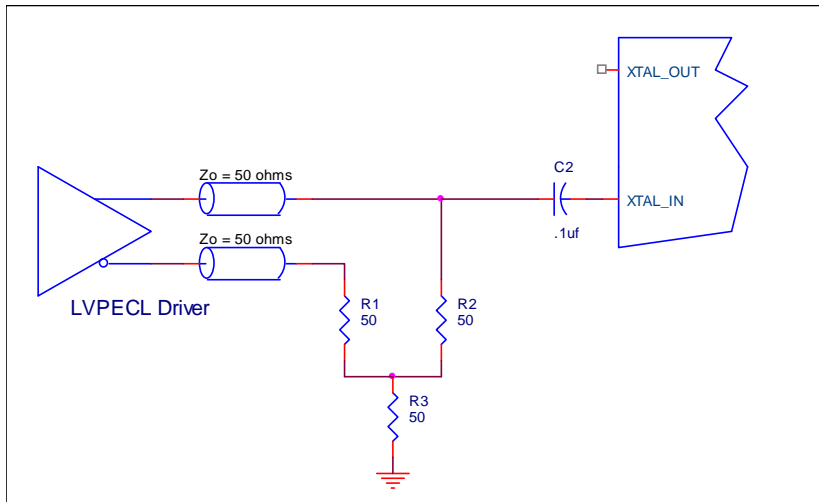 XTAL_OUT
Zo = 50 ohms
C2
XTAL_IN
.1uf
Zo = 50 ohms
LVPECL Driver
R1
50
R2
50
R3
50